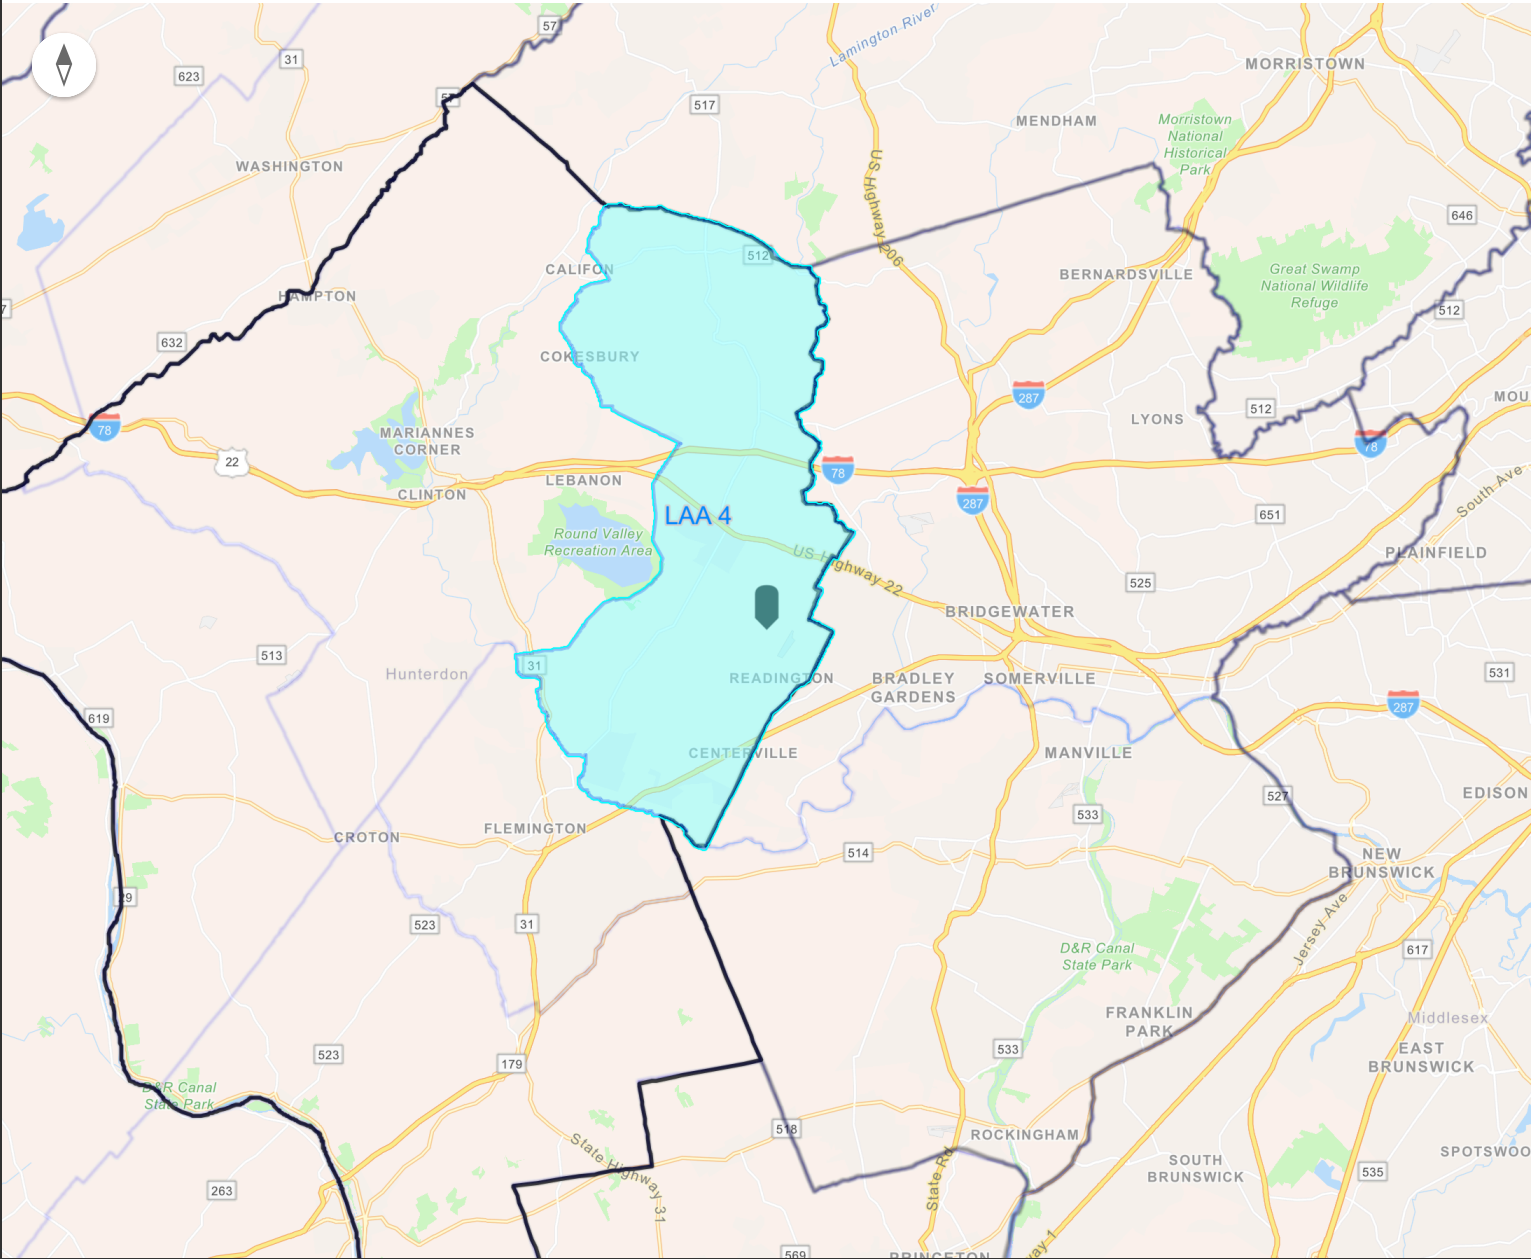 57
31
623
57
517
Lamington River
MORRISTOWN
MENDHAM
Morristown
National
Historical
Park
WASHINGTON
US Highway 206
646
CALIFON
512
BERNARDSVILLE
Great Swamp
National Wildlife
Refuge
HAMPTON
7
512
632
COKESBURY
287
MOU
512
WASHINGTON
LYONS
78
MARIANNES
CORNER
78
22
LEBANON
78
CLINTON
287
South Ave
LAA 4
651
Round Valley
Recreation Area
US Highway 22
PLAINFIELD
525
BRIDGEWATER
513
31
Hunterdon
READINGTON
BRADLEY
GARDENS
SOMERVILLE
531
287
619
CENTERVILLE
MANVILLE
527
EDISON
533
FLEMINGTON
CROTON
514
NEW
BRUNSWICK
29
523
31
Jersey Ave
D&R Canal
State Park
617
FRANKLIN
PARK
Middlesex
523
179
533
EAST
BRUNSWICK
D&R Canal
State Park
518
ROCKINGHAM
State Highway 31
State Rd
SOUTH
BRUNSWICK
SPOTSWOO
535
263
569
PRINCETON
way 1